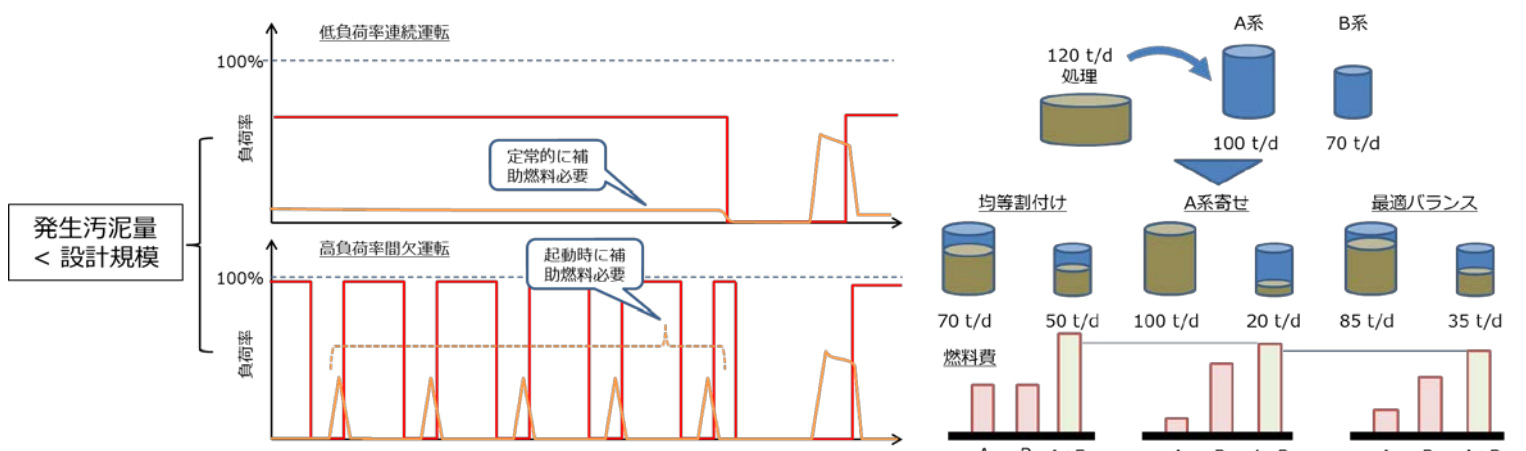 発生汚泥量
< 設計規模
低負荷率連続運転
100%
負荷率
定常的に補
助燃料必要
高負荷率間欠運転
100%
負荷率
起動時に補
助燃料必要
A系
B系
120 t/d
処理
100 t/d
70 t/d
均等割付け
A系寄せ
最適バランス
70 t/d
50 t/d
100 t/d
20 t/d
85 t/d
35 t/d
燃料費